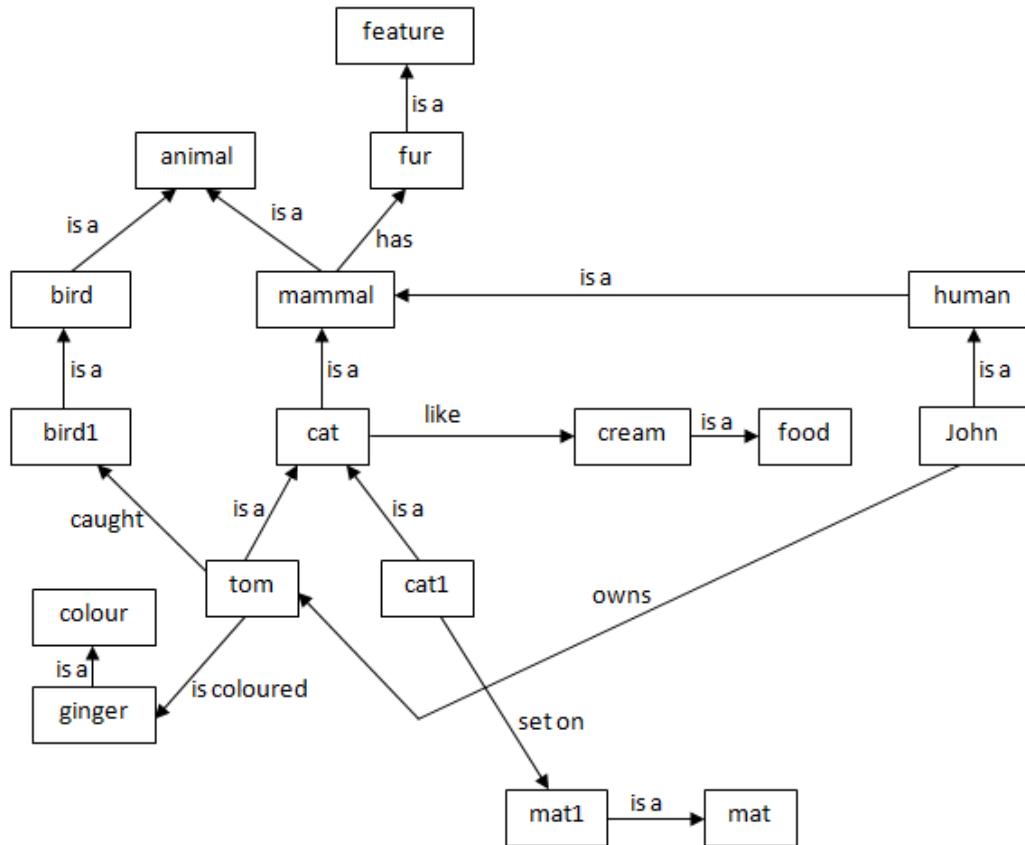 feature
is a
animal
fur
is a
is a
has
bird
mammal
is a
human
is a
is a
is a
bird1
cat
like
cream
is a
food
John
caught
is a
is a
tom
cat1
owns
colour
is a
is coloured
ginger
set on
mat1
is a
mat